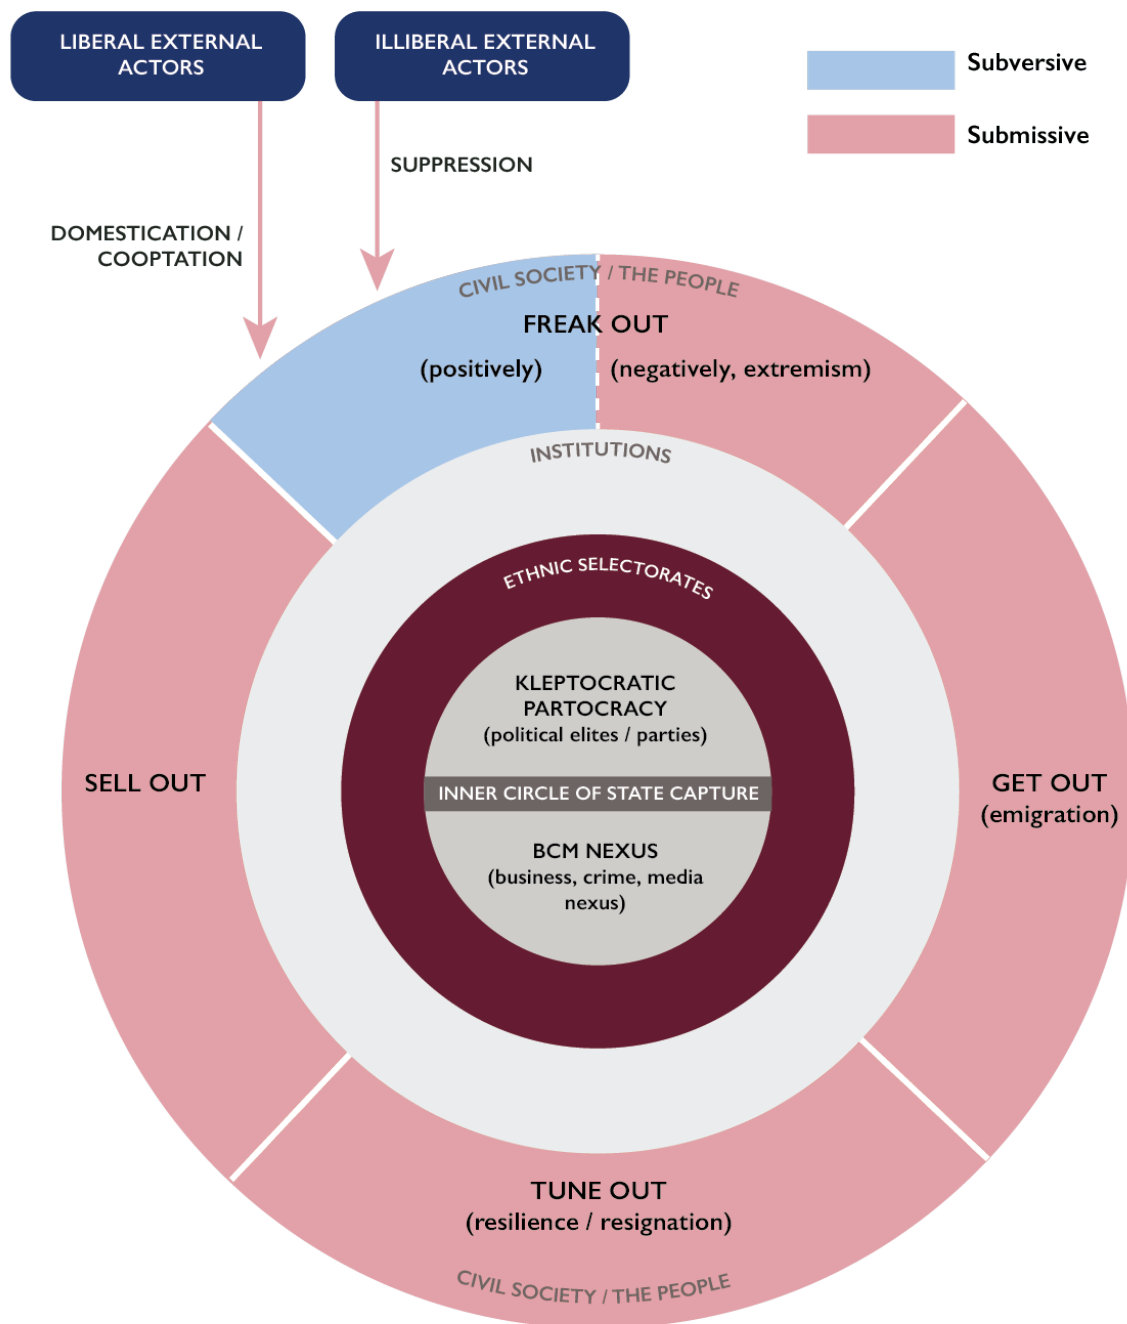 LIBERAL EXTERNAL
ACTORS
ILLIBERAL EXTERNAL
ACTORS
Subversive
Submissive
SUPPRESSION
DOMESTICATION /
COOPTATION
CIVIL SOCIETY / THE PEOPLE
FREAK OUT
(positively)
(negatively, extremism)
INSTITUTIONS
ETHNIC SELECTORATES
KLEPTOCRATIC
PARTOCRACY
(political elites / parties)
SELL OUT
INNER CIRCLE OF STATE CAPTURE
GET OUT
(emigration)
BCM NEXUS
(business, crime, media
nexus)
TUNE OUT
(resilience / resignation)
CIVIL SOCIETY / THE PEOPLE